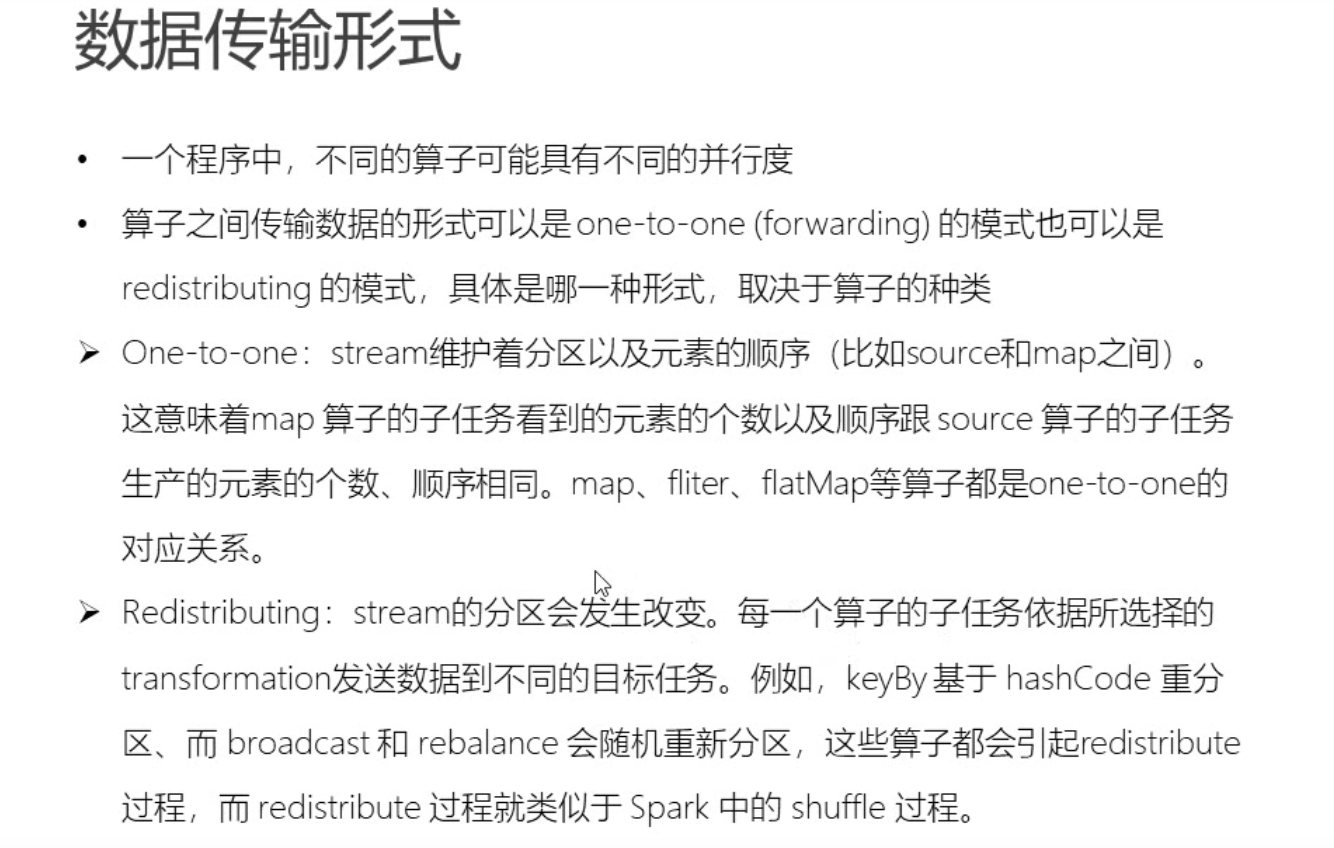 数据传输形式
• 一个程序中，不同的算子可能具有不同的并行度
• 算子之间传输数据的形式可以是 one-to-one (forwarding) 的模式也可以是
redistributing 的模式，具体是哪一种形式，取决于算子的种类
➢ One-to-one：stream维护着分区以及元素的顺序（比如source和map之间）。
这意味着map 算子的子任务看到的元素的个数以及顺序跟 source 算子的子任务
生产的元素的个数、顺序相同。map、fliter、flatMap等算子都是one-to-one的
对应关系。
➢ Redistributing：stream的分区会发生改变。每一个算子的子任务依据所选择的
transformation发送数据到不同的目标任务。例如，keyBy 基于 hashCode 重分
区、而 broadcast 和 rebalance 会随机重新分区，这些算子都会引起redistribute
过程，而 redistribute 过程就类似于 Spark 中的 shuffle 过程。